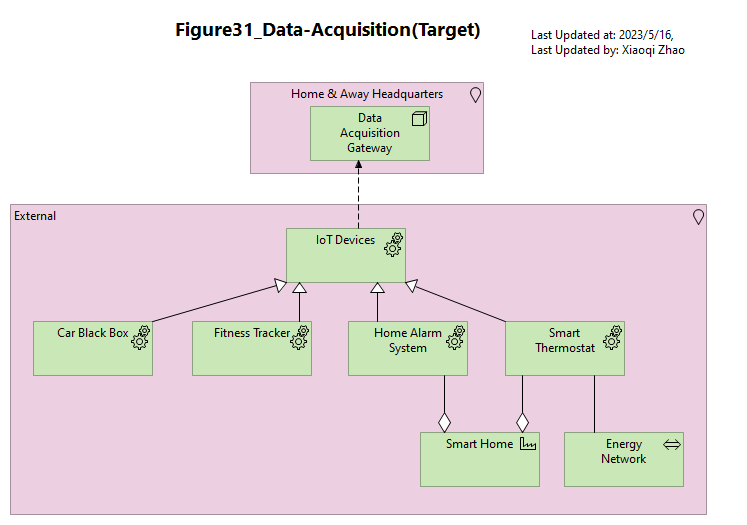 Figure31_Data-Acquisition(Target)
Last Updated at: 2023/5/16,
Last Updated by: Xiaoqi Zhao
Home & Away Headquarters
Data
Acquisition
Gateway
External
IoT Devices
Car Black Box
Fitness Tracker
Home Alarm
System
Smart
Thermostat
Smart Home
Energy
Network